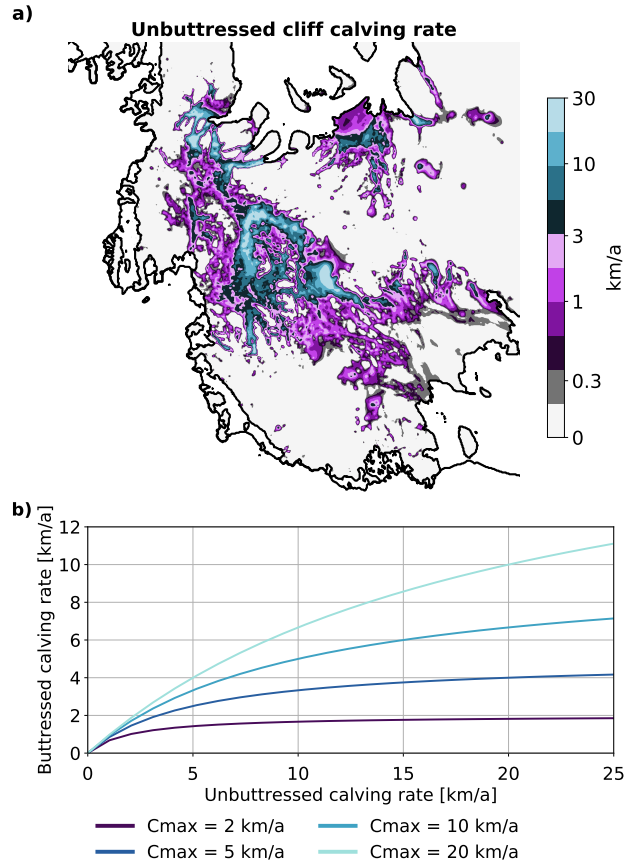 a)
Unbuttressed cliff calving rate
30
10
3
1
0.3
0
km/a
b)
Buttressed calving rate [km/a]
12
10
8
6
4
2
0
0 5 10 15 20 25
Unbuttressed calving rate [km/a]
Cmax = 2 km/a Cmax = 10 km/a
Cmax = 5 km/a Cmax = 20 km/a